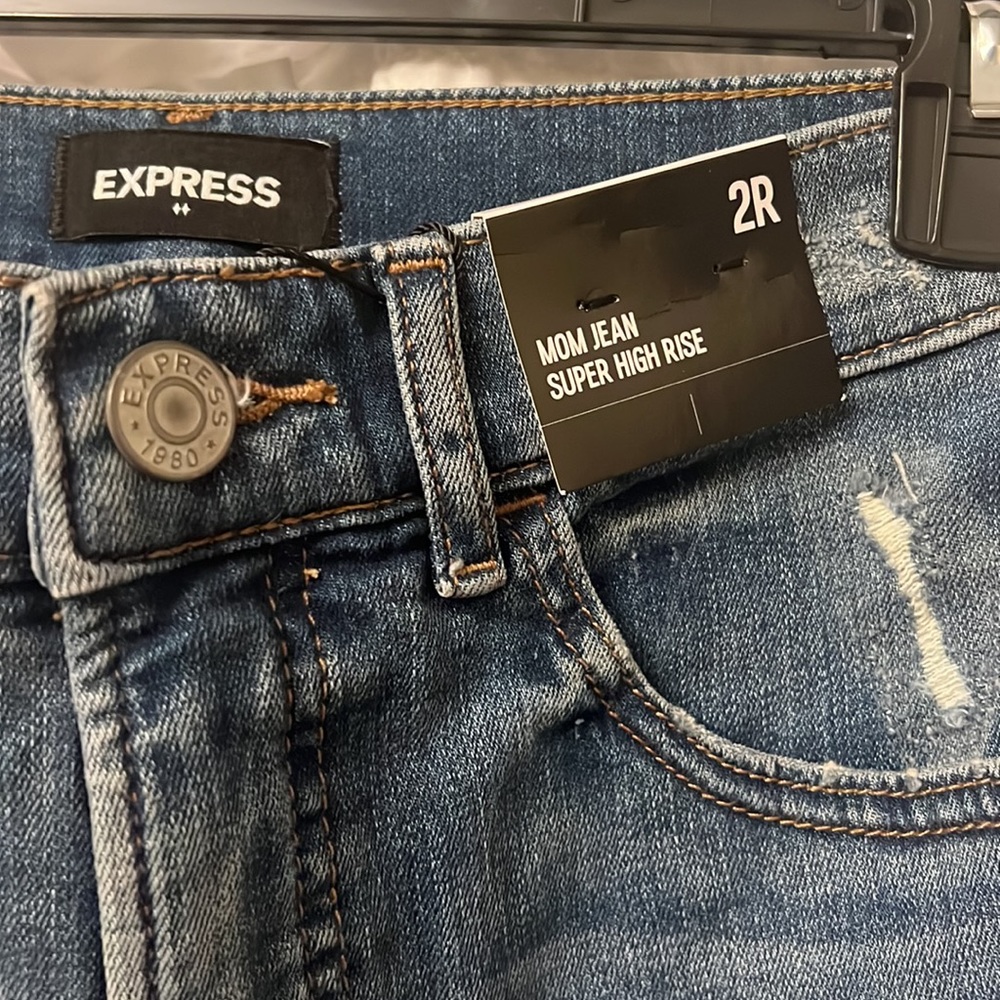 EXPRESS
2R
MOM JEAN
SUPER HIGH RISE
EXPRESS
1980